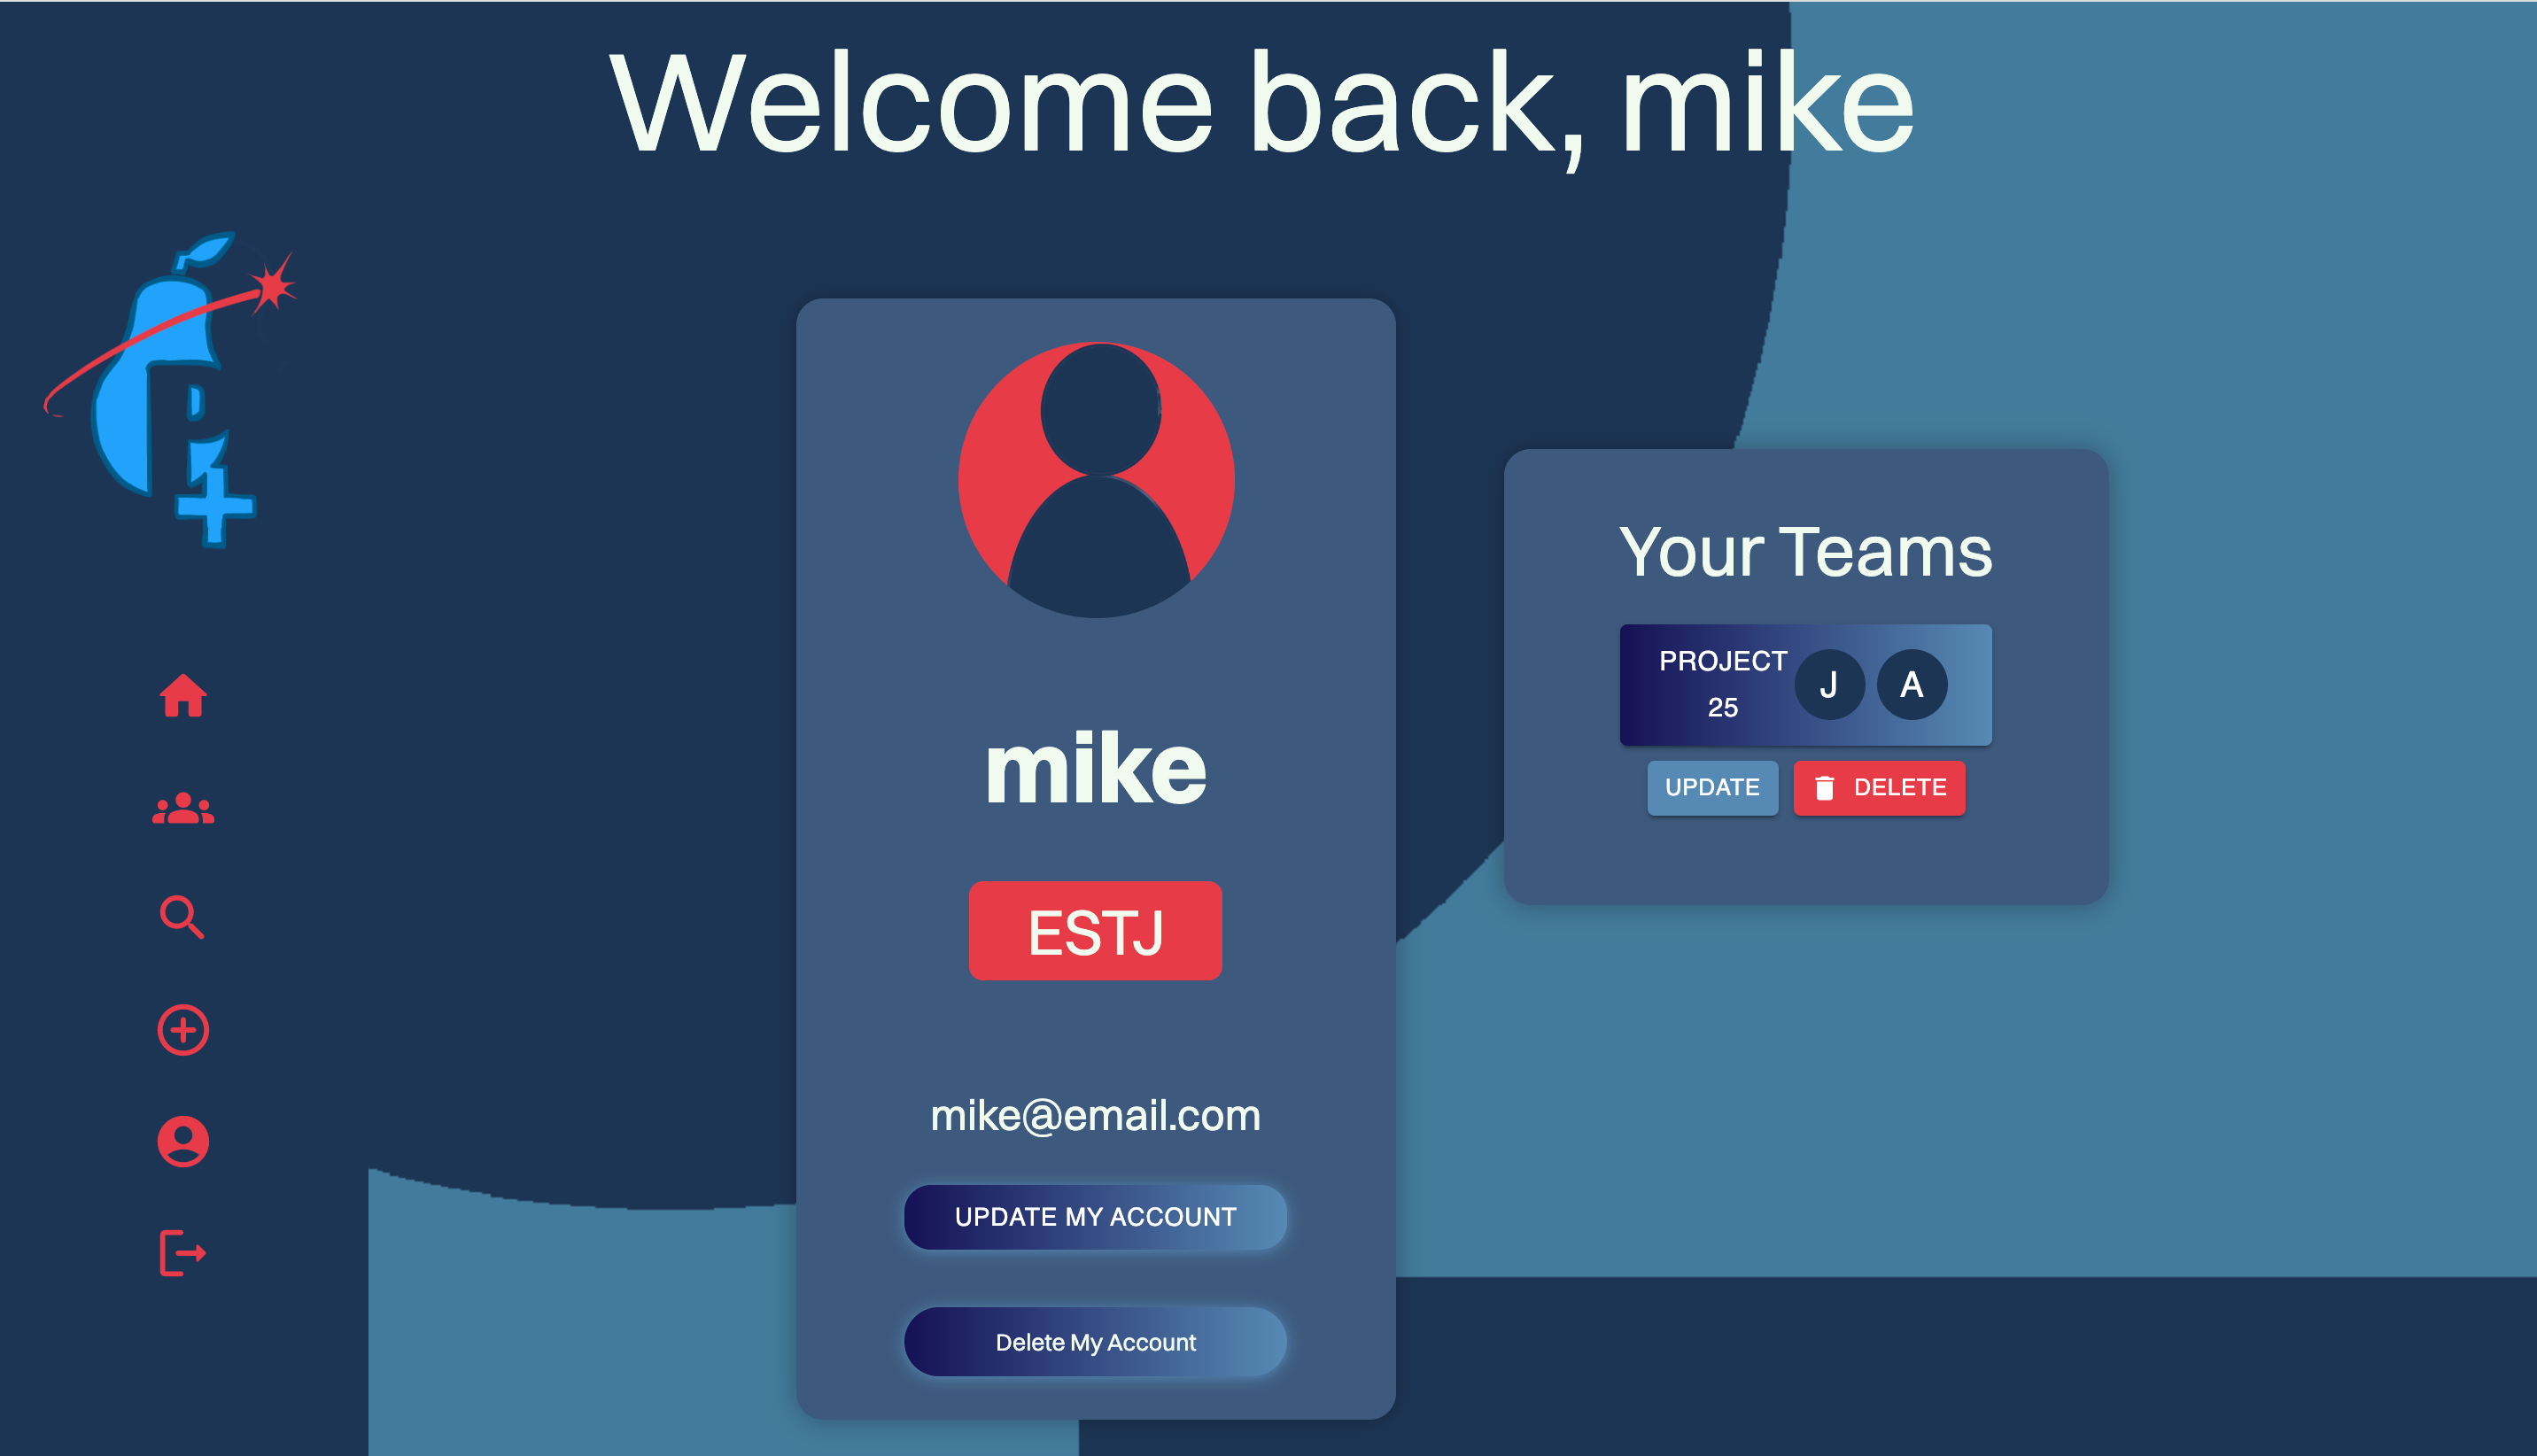 Welcome back, mike
mike
ESTJ
mike@email.com
UPDATE MY ACCOUNT
Delete My Account
Your Teams
PROJECT
25
J A
UPDATE DELETE